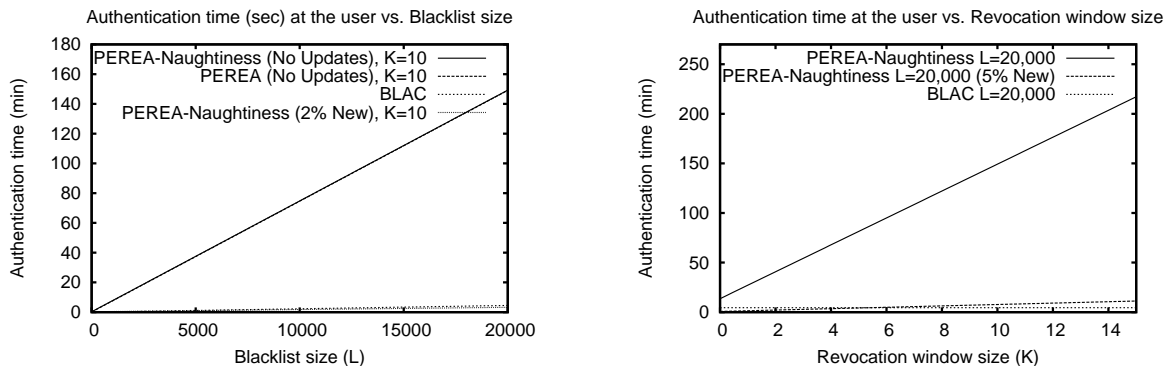 Authentication time (sec) at the user vs. Blacklist size
180
160
140
120
100
80
60
40
20
0
Authentication time (min)
PEREA-Naughtiness (No Updates), K=10
PEREA (No Updates), K=10
BLAC
PEREA-Naughtiness (2% New), K=10
0 5000 10000 15000 20000
Blacklist size (L)
Authentication time at the user vs. Revocation window size
250
200
150
100
50
0
Authentication time (min)
PEREA-Naughtiness L=20,000
PEREA-Naughtiness L=20,000 (5% New)
BLAC L=20,000
0 2 4 6 8 10 12 14
Revocation window size (K)